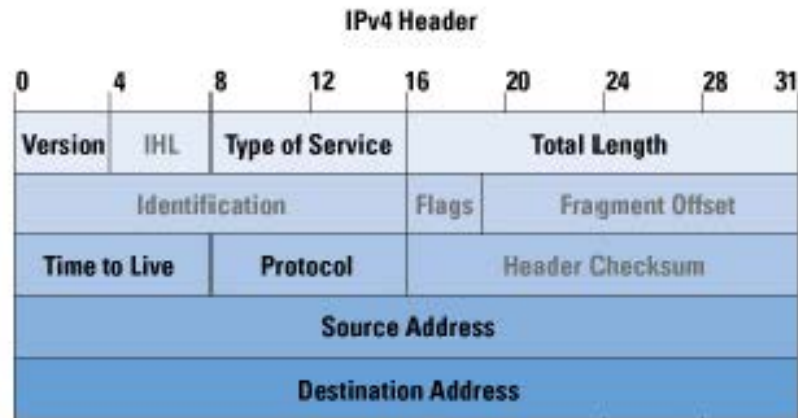 IPv4 Header
0 4 8 12 16 20 24 28 31
Version IHL Type of Service Total Length
Identification Flags Fragment Offset
Time to Live Protocol Header Checksum
Source Address
Destination Address